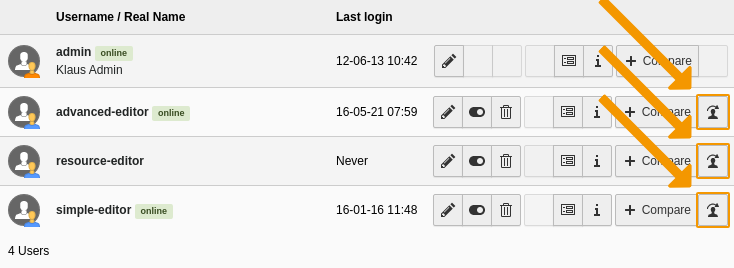 Username / Real Name Last login
admin online
Klaus Admin
12-06-13 10:42 Compare
advanced-editor online 16-05-21 07:59 Compare
resource-editor Never Compare
simple-editor online 16-01-16 11:48 Compare
4 Users